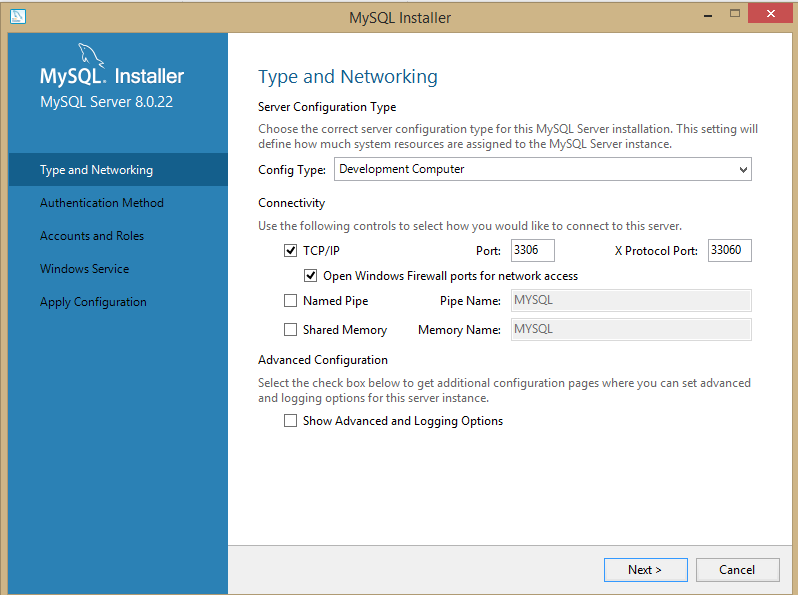 MySQL Installer
MySQL. Installer
MySQL Server 8.0.22
Type and Networking
Authentication Method
Accounts and Roles
Windows Service
Apply Configuration
Type and Networking
Server Configuration Type
Choose the correct server configuration type for this MySQL Server installation. This setting will
define how much system resources are assigned to the MySQL Server instance.
Config Type: Development Computer
Connectivity
Use the following controls to select how you would like to connect to this server.
TCP/IP Port: 3306 X Protocol Port: 33060
Open Windows Firewall ports for network access
Named Pipe Pipe Name: MYSQL
Shared Memory Memory Name: MYSQL
Advanced Configuration
Select the check box below to get additional configuration pages where you can set advanced
and logging options for this server instance.
Show Advanced and Logging Options
Next > Cancel